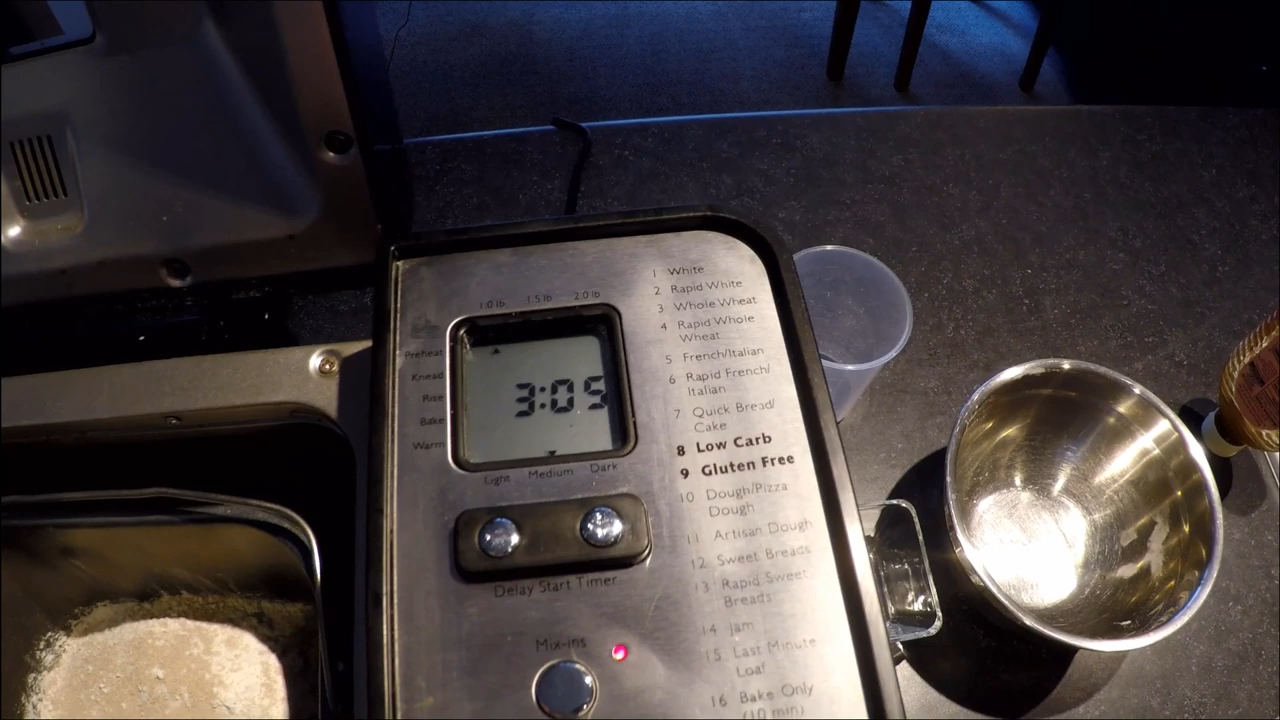 1.0 lb 1.5 lb 2.0 lb
Preheat
Knead
Rise
Bake
Warm
3:05
Light Medium Dark
Delay Start Timer
Mix-ins
1 White
2 Rapid White
3 Whole Wheat
4 Rapid Whole
Wheat
5 French/Italian
6 Rapid French/
Italian
7 Quick Bread/
Cake
8 Low Carb
9 Gluten Free
10 Dough/Pizza
Dough
11 Artisan Dough
12 Sweet Breads
13 Rapid Sweet
Breads
14 Jam
15 Last Minute
Loaf
16 Bake Only
(10 min)